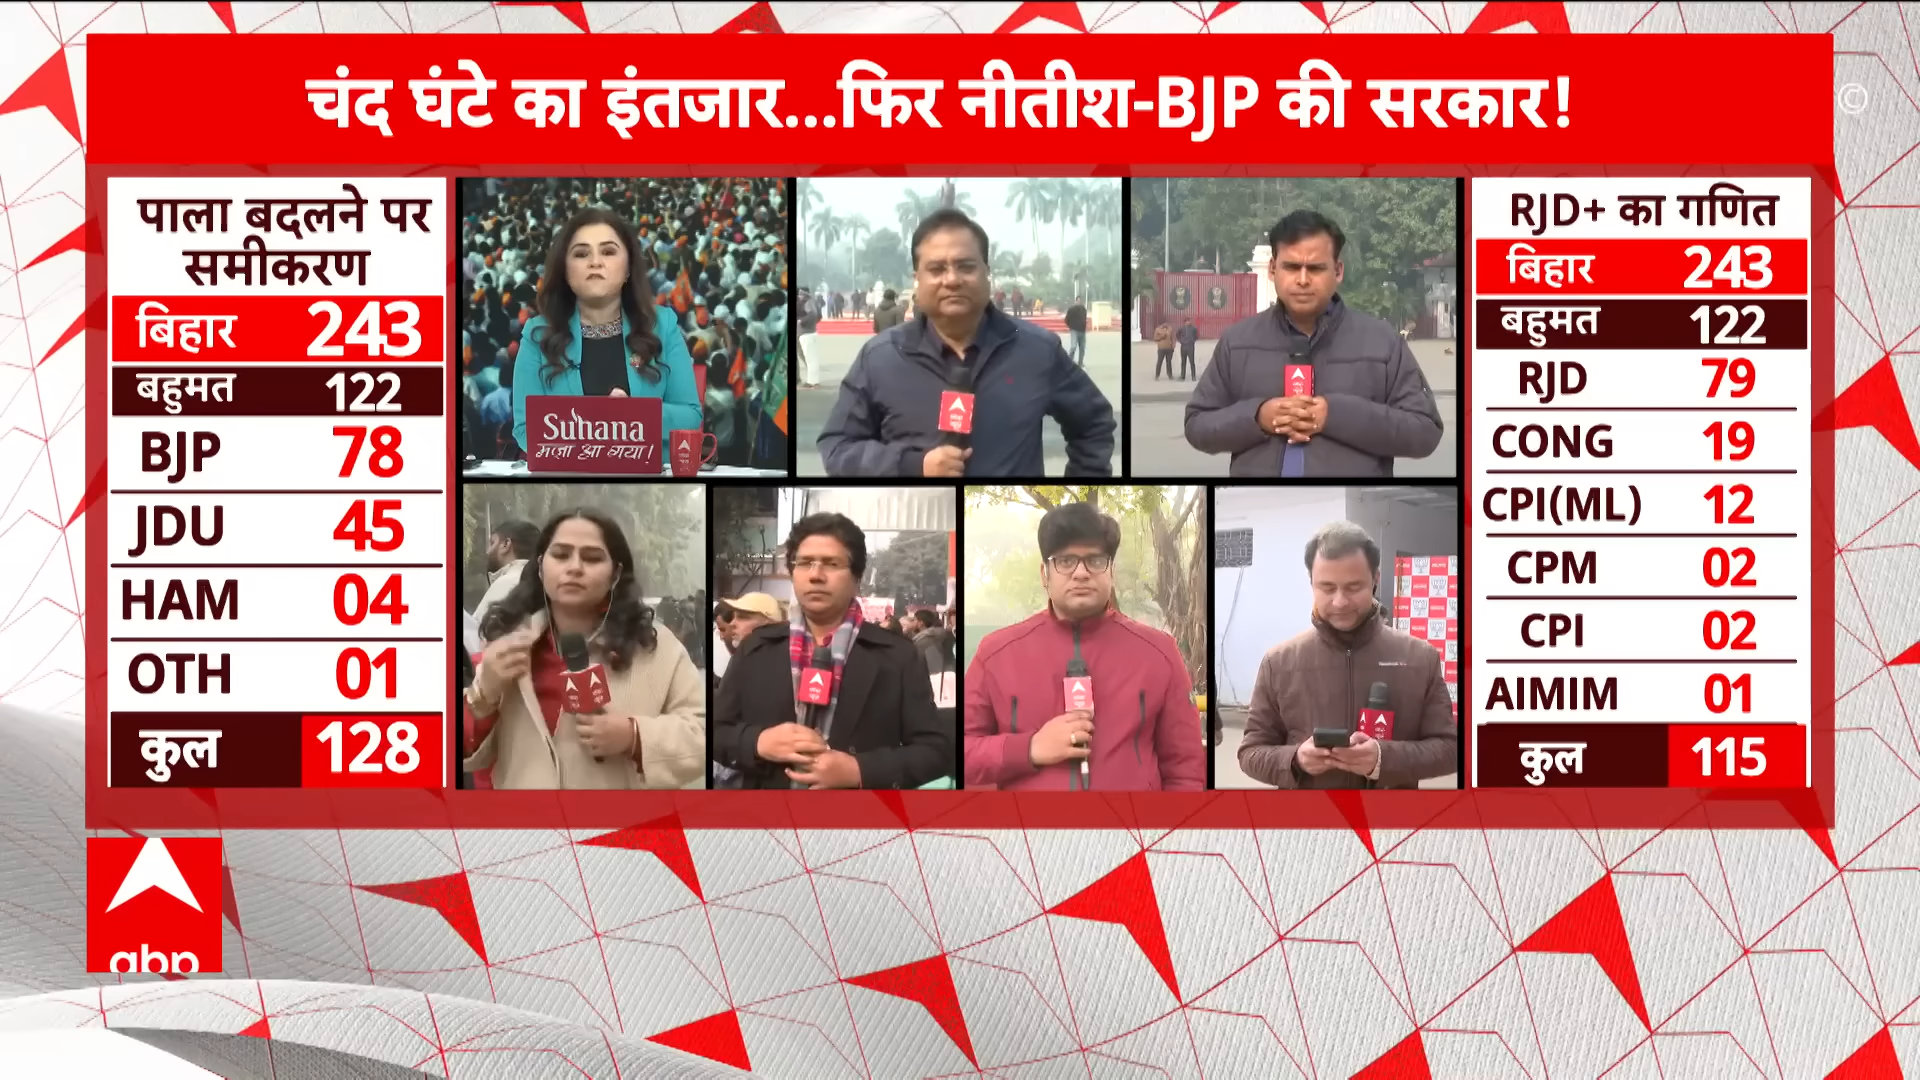 चंद घंटे का इंतजार...फिर नीतीश-BJP की सरकार!
©
पाला बदलने पर
समीकरण
बिहार 243
बहुमत 122
BJP 78
JDU 45
HAM 04
OTH 01
कुल 128
Suhana
मज़ा आ गया!
RJD+ का गणित
बिहार 243
बहुमत 122
RJD 79
CONG 19
CPI(ML) 12
CPM 02
CPI 02
AIMIM 01
कुल 115
abp